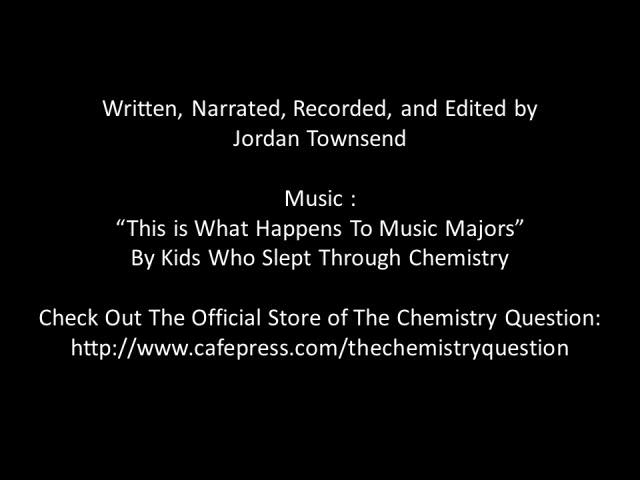 Written, Narrated, Recorded, and Edited by
Jordan Townsend
Music :
“This is What Happens To Music Majors”
By Kids Who Slept Through Chemistry
Check Out The Official Store of The Chemistry Question:
http://www.cafepress.com/thechemistryquestion